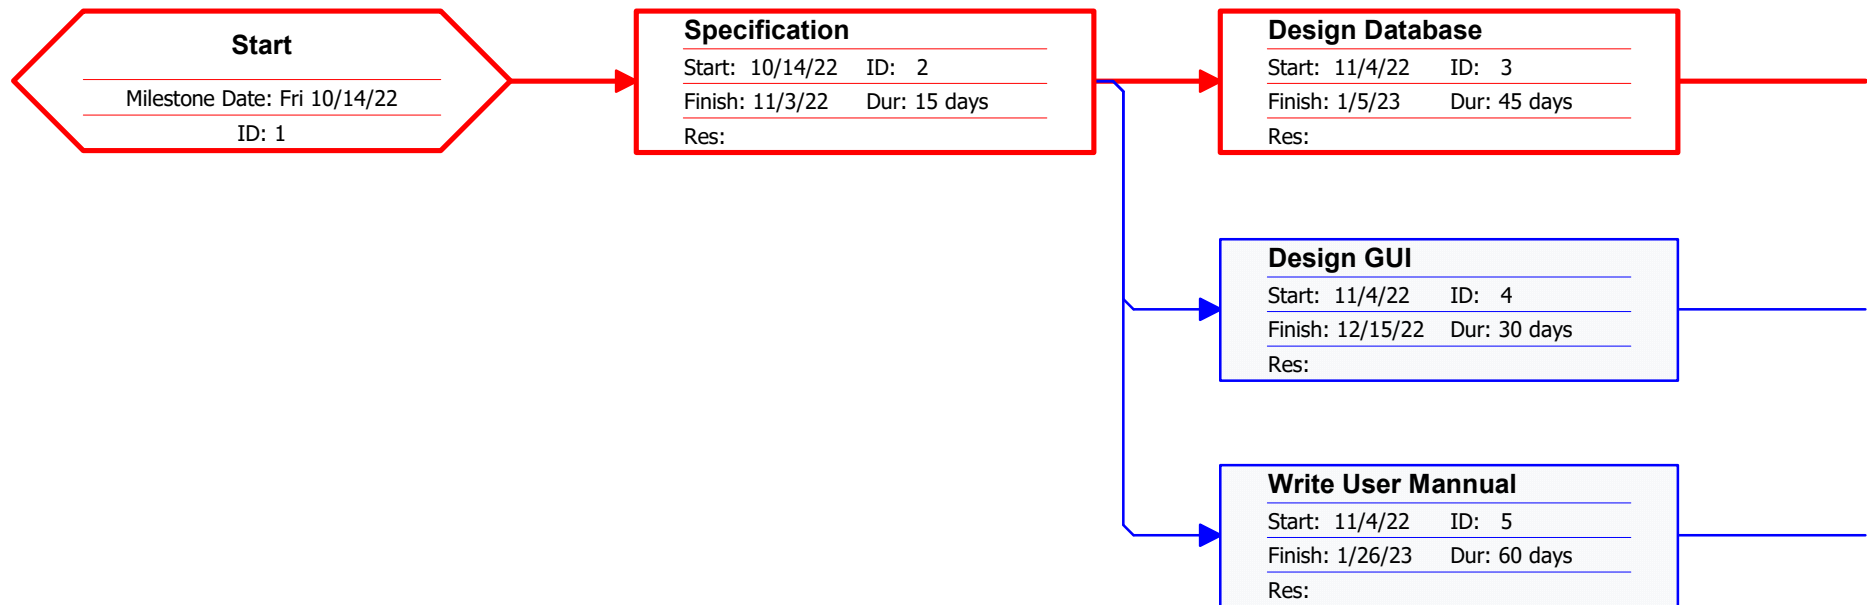 Start
Milestone Date: Fri 10/14/22
ID: 1
Specification
Start: 10/14/22 ID: 2
Finish: 11/3/22 Dur: 15 days
Res:
Design Database
Start: 11/4/22 ID: 3
Finish: 1/5/23 Dur: 45 days
Res:
Design GUI
Start: 11/4/22 ID: 4
Finish: 12/15/22 Dur: 30 days
Res:
Write User Mannual
Start: 11/4/22 ID: 5
Finish: 1/26/23 Dur: 60 days
Res: